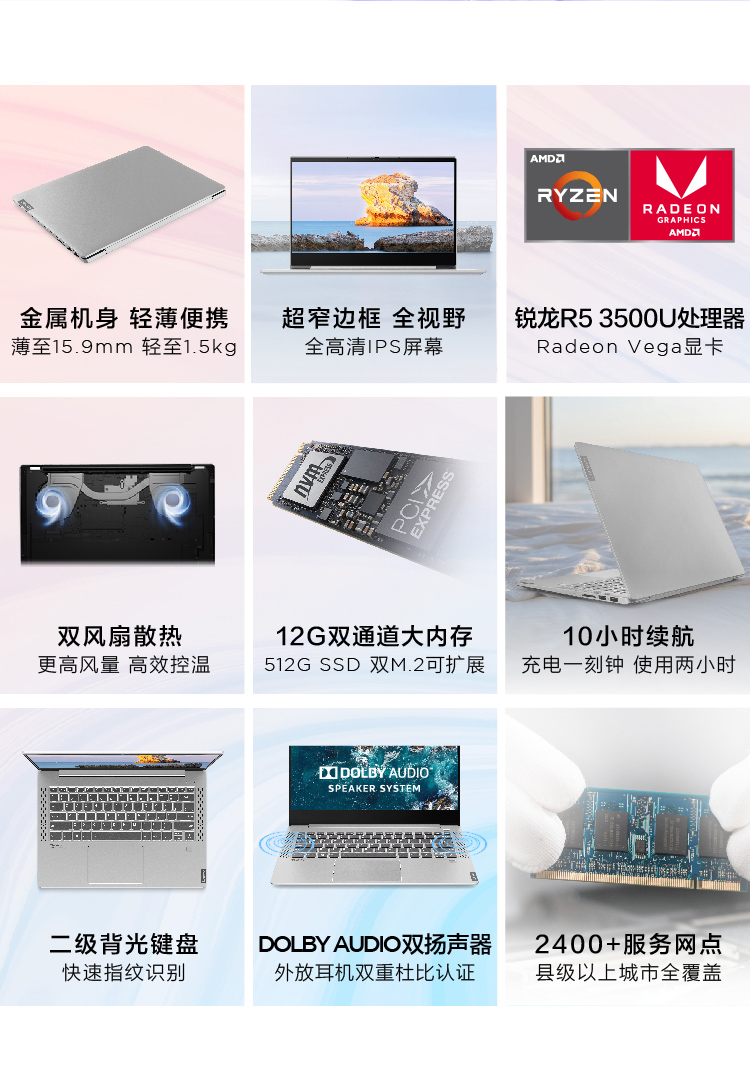 金属机身 轻薄便携
薄至15.9mm 轻至1.5kg
超窄边框 全视野
全高清IPS屏幕
AMD
RYZEN
RADEON
GRAPHICS
AMD
锐龙R5 3500U处理器
Radeon Vega显卡
双风扇散热
更高风量 高效控温
nvm
EXPRESS
PCI
EXPRESS
12G双通道大内存
512G SSD 双M.2可扩展
Lenovo
10小时续航
充电一刻钟 使用两小时
Lenovo
二级背光键盘
快速指纹识别
DOLBY AUDIO
SPEAKER SYSTEM
DOLBY AUDIO双扬声器
外放耳机双重杜比认证
2400+服务网点
县级以上城市全覆盖